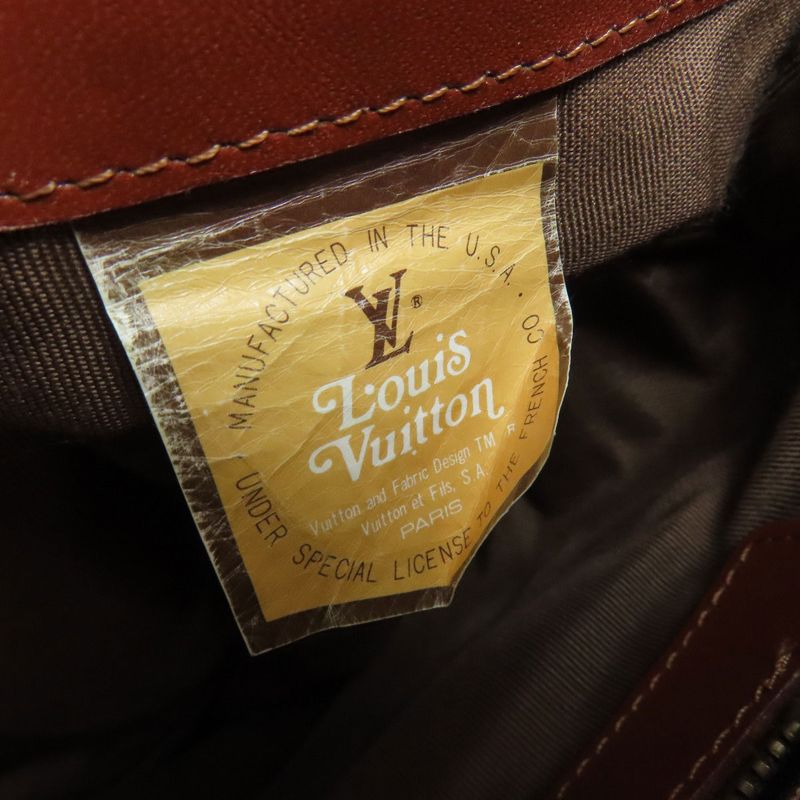 MANUFACTURED IN THE U.S.A.
LV ®
Louis
Vuitton
Vuitton and Fabric Design TM ®
Vuitton et Fils, S.A.
PARIS
UNDER SPECIAL LICENSE TO THE FRENCH CO.